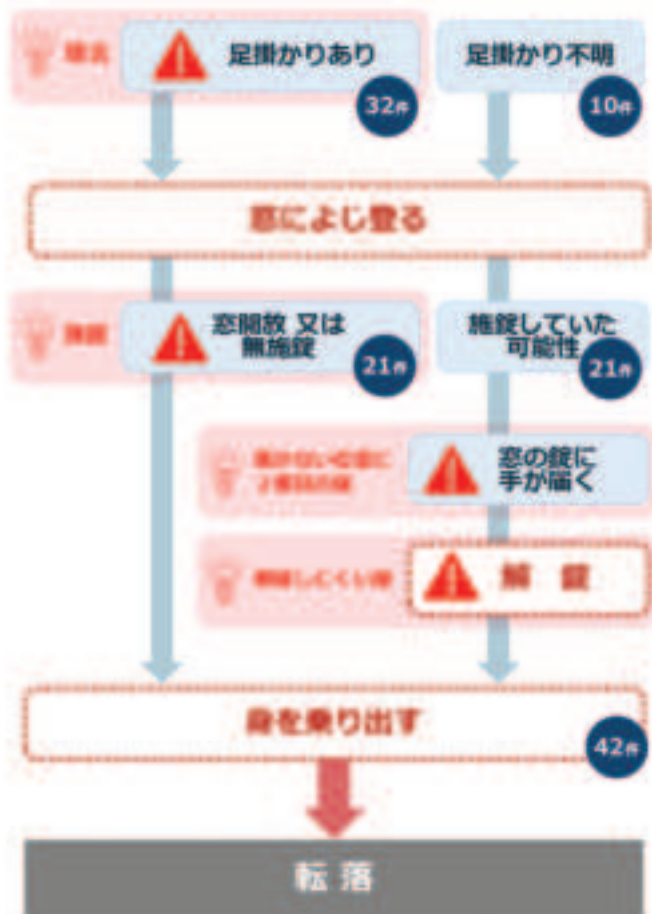 足掛かりあり
32件
足掛かり不明
10件
窓によじ登る
窓開放 又は
無施錠
21件
施錠していた
可能性
21件
窓の錠に
手が届く
解 錠
身を乗り出す
42件
転 落